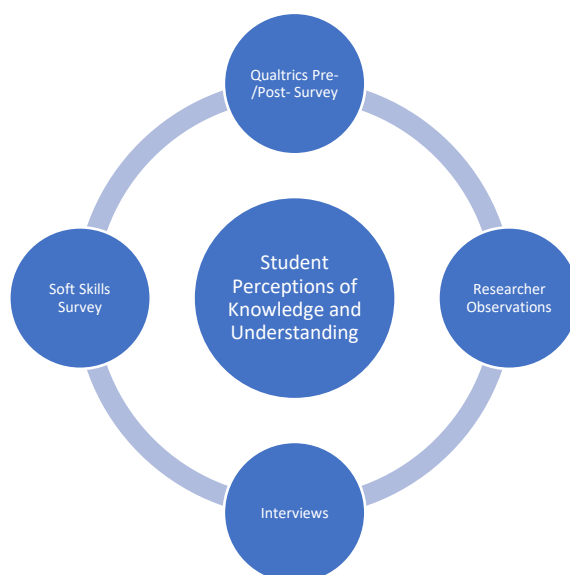 Qualtrics Pre-
/Post- Survey
Student
Perceptions of
Knowledge and
Understanding
Soft Skills
Survey
Researcher
Observations
Interviews